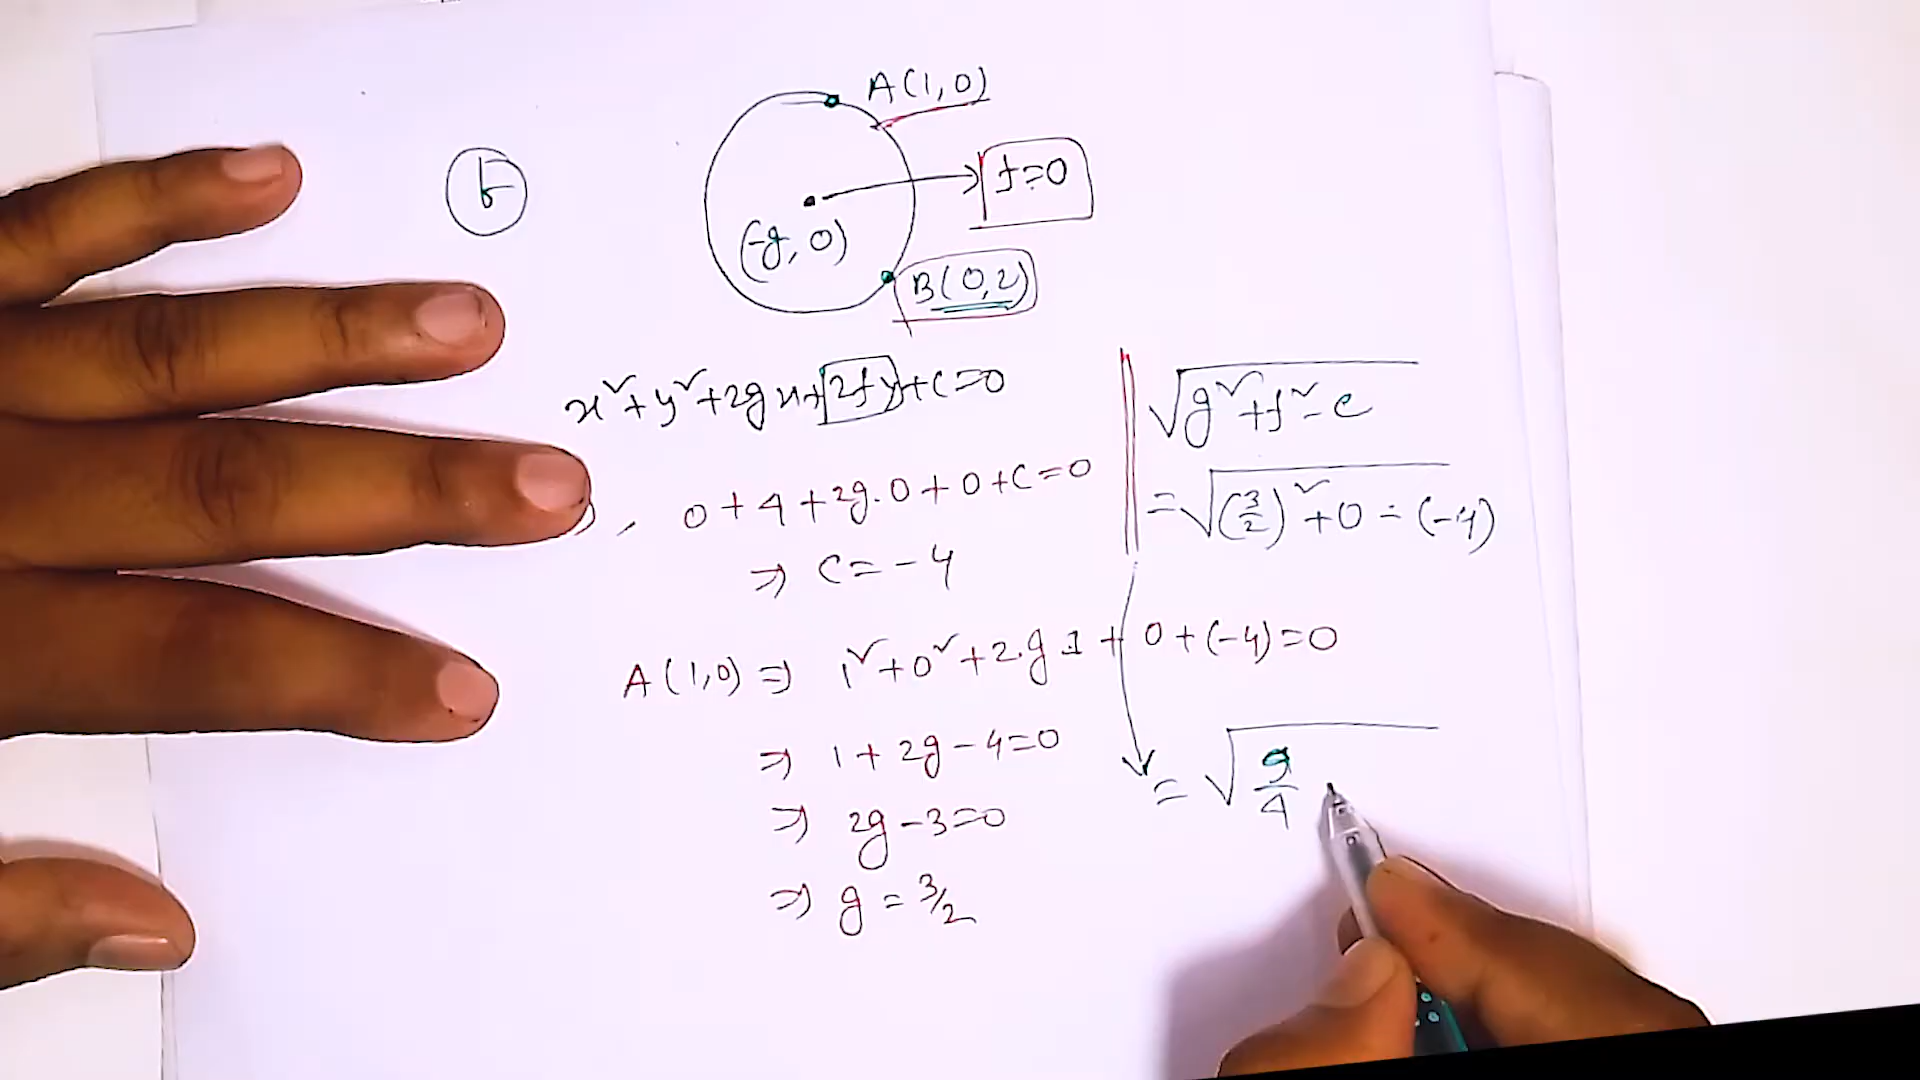 A(1,0)
f=0
(-g, 0)
B(0,2)
x²+y²+2gx+2fy+c=0
0+4+2g.0+0+c=0
⇒ c=-4
A(1,0) ⇒ 1²+0²+2.g.1+0+(-4)=0
⇒ 1+2g-4=0
⇒ 2g-3=0
⇒ g=3/2
√(g²+f²-c)
=√((3/2)²+0-(-4))
=√(9/4